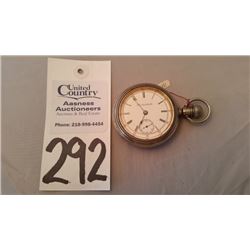 United
Country
Aasness
Auctioneers
Auctions & Real Estate
Phone: 218-998-4454
292